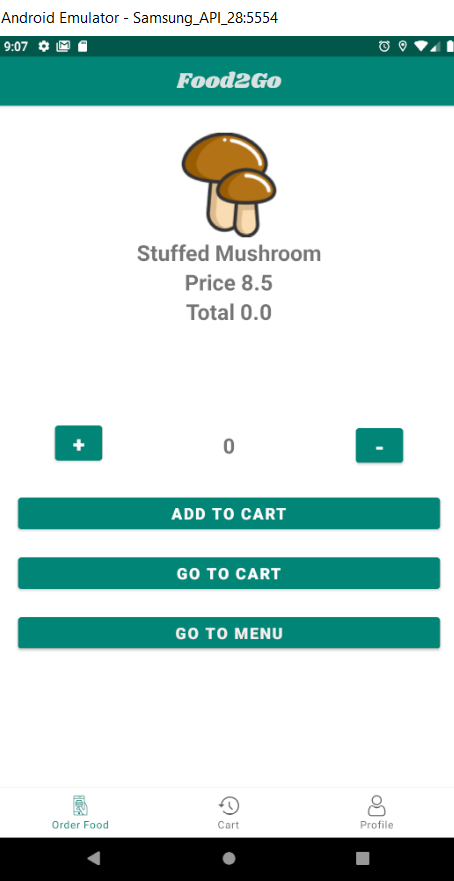 Android Emulator - Samsung_API_28:5554
9:07
Food2Go
Stuffed Mushroom
Price 8.5
Total 0.0
+ 0 -
ADD TO CART
GO TO CART
GO TO MENU
Order Food Cart Profile